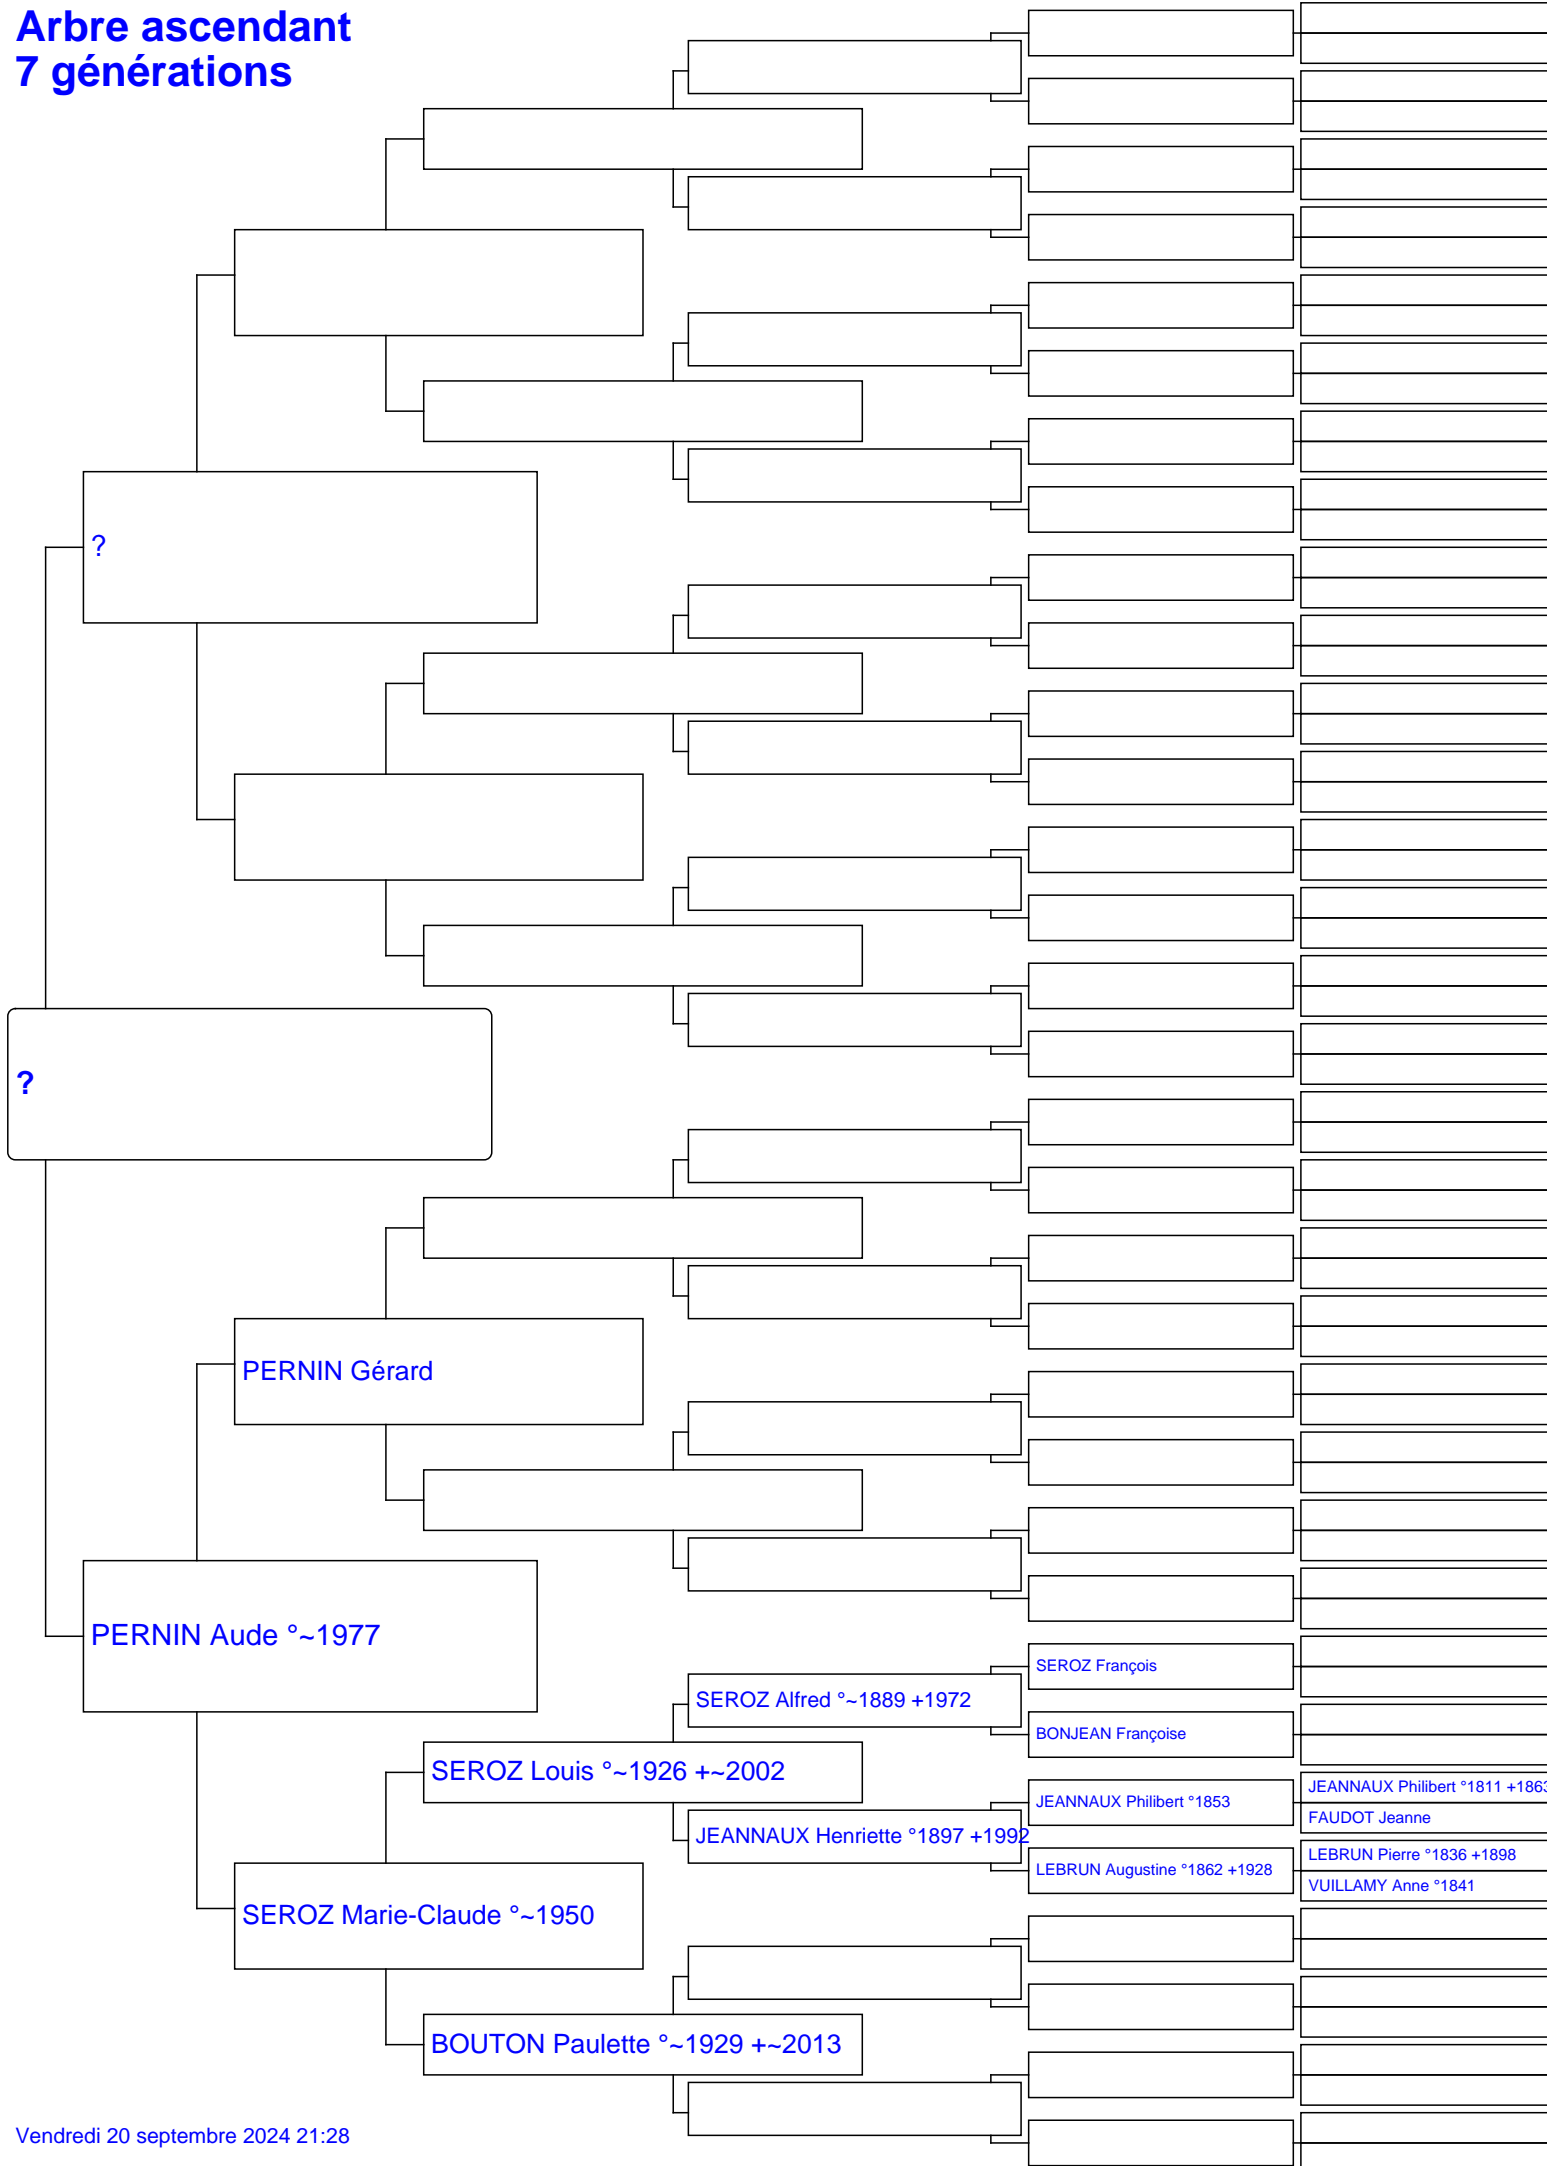 Arbre ascendant
7 générations
?
?
PERNIN Gérard
PERNIN Aude °~1977
SEROZ François
SEROZ Alfred °~1889 +1972
BONJEAN Françoise
SEROZ Louis °~1926 +~2002
JEANNAUX Philibert °1811 +1863
JEANNAUX Philibert °1853
FAUDOT Jeanne
JEANNAUX Henriette °1897 +1992
LEBRUN Pierre °1836 +1898
LEBRUN Augustine °1862 +1928
VUILLAMY Anne °1841
SEROZ Marie-Claude °~1950
BOUTON Paulette °~1929 +~2013
Vendredi 20 septembre 2024 21:28